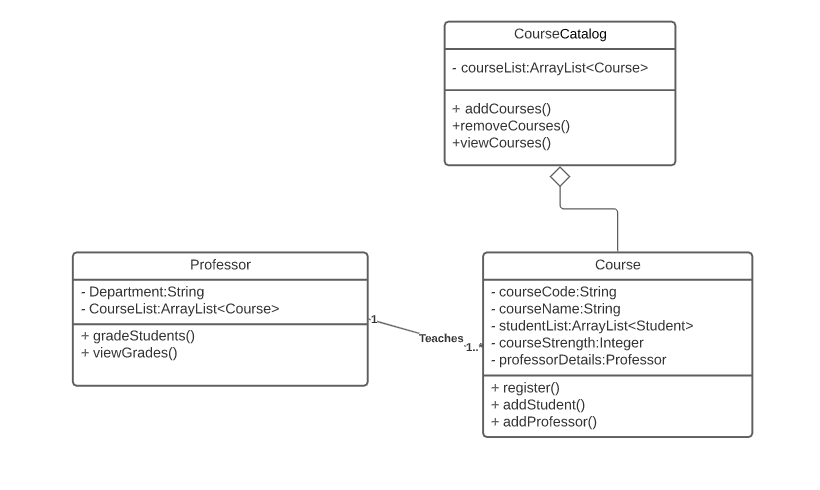 CourseCatalog
- courseList:ArrayList<Course>
+ addCourses()
+removeCourses()
+viewCourses()
Professor
- Department:String
- CourseList:ArrayList<Course>
+ gradeStudents()
+ viewGrades()
1
Teaches
1..*
Course
- courseCode:String
- courseName:String
- studentList:ArrayList<Student>
- courseStrength:Integer
- professorDetails:Professor
+ register()
+ addStudent()
+ addProfessor()